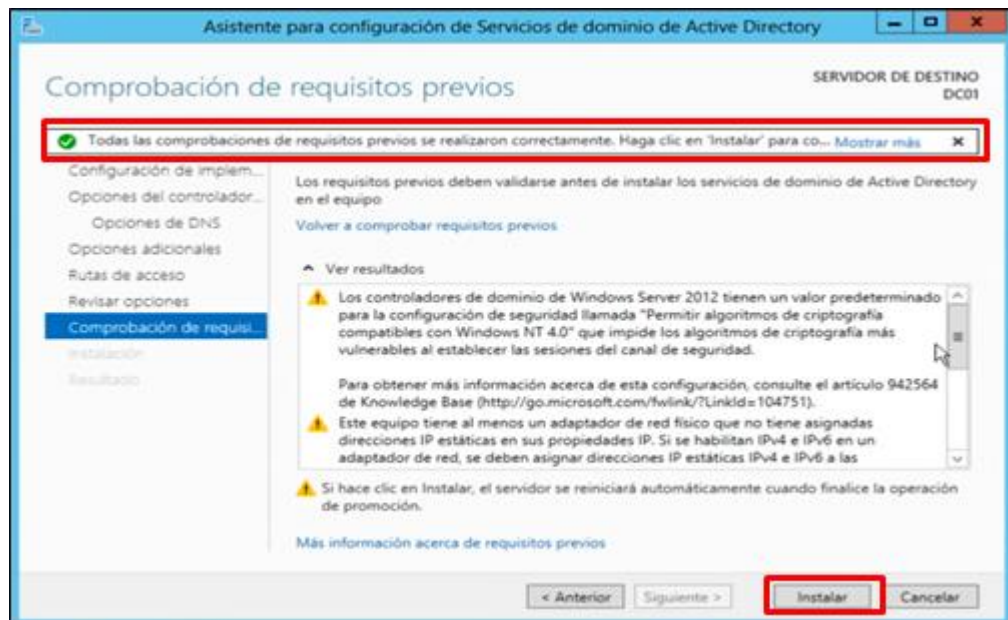 Asistente para configuración de Servicios de dominio de Active Directory
Comprobación de requisitos previos
SERVIDOR DE DESTINO
DC01
Todas las comprobaciones de requisitos previos se realizaron correctamente. Haga clic en 'Instalar' para co... Mostrar más
Configuración de implem...
Opciones del controlador...
Opciones de DNS
Opciones adicionales
Rutas de acceso
Revisar opciones
Comprobación de requisi...
Instalación
Resultado
Los requisitos previos deben validarse antes de instalar los servicios de dominio de Active Directory
en el equipo
Volver a comprobar requisitos previos
Ver resultados
Los controladores de dominio de Windows Server 2012 tienen un valor predeterminado
para la configuración de seguridad llamada "Permitir algoritmos de criptografía
compatibles con Windows NT 4.0" que impide los algoritmos de criptografía más
vulnerables al establecer las sesiones del canal de seguridad.
Para obtener más información acerca de esta configuración, consulte el artículo 942564
de Knowledge Base (http://go.microsoft.com/fwlink/?LinkId=104751).
Este equipo tiene al menos un adaptador de red físico que no tiene asignadas
direcciones IP estáticas en sus propiedades IP. Si se habilitan IPv4 e IPv6 en un
adaptador de red, se deben asignar direcciones IP estáticas IPv4 e IPv6 a las
Si hace clic en Instalar, el servidor se reiniciará automáticamente cuando finalice la operación
de promoción.
Más información acerca de requisitos previos
< Anterior
Siguiente >
Instalar
Cancelar